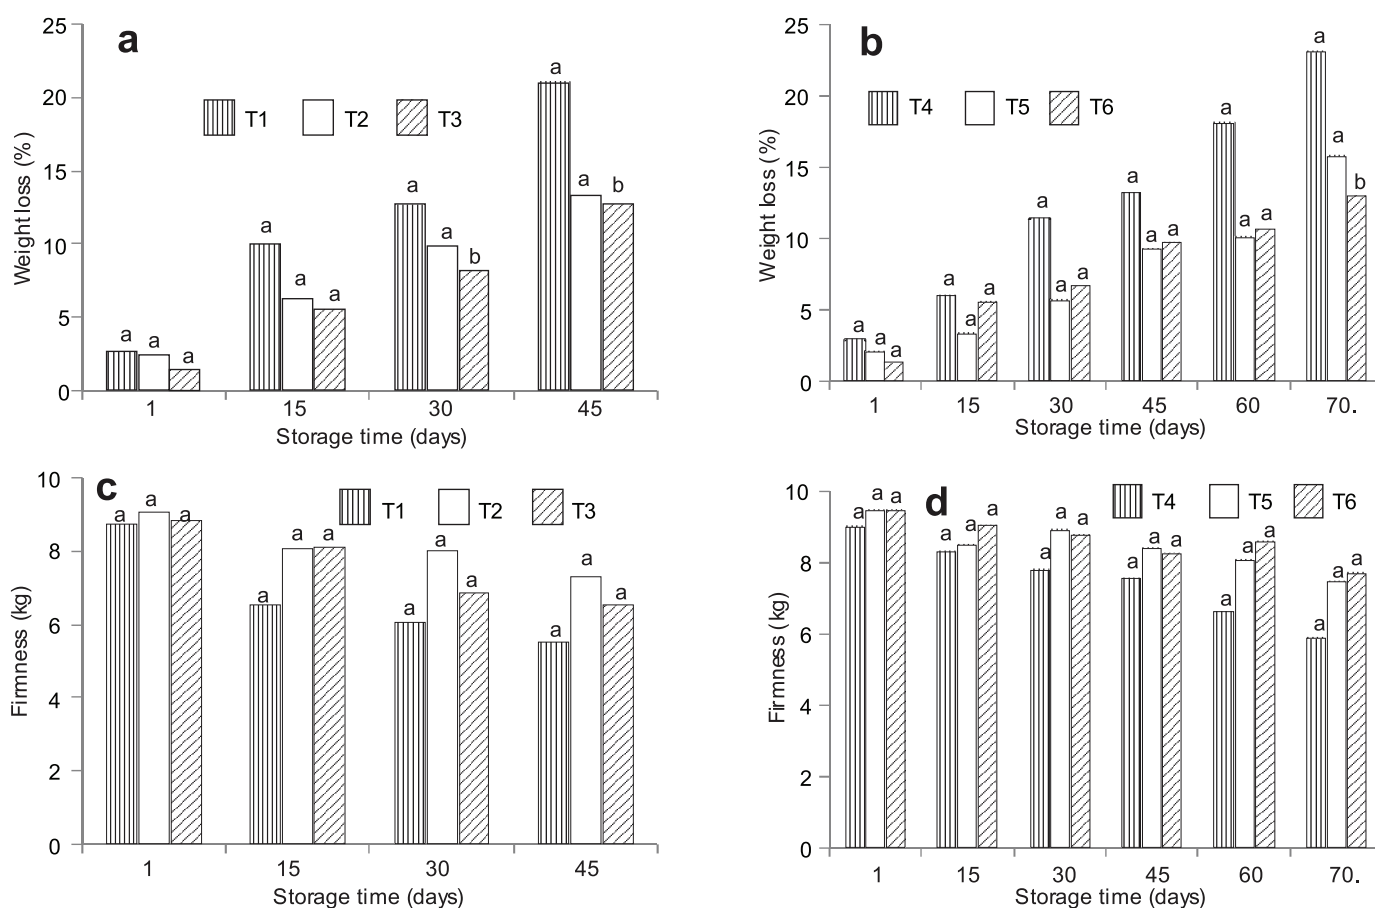 a
25
20
15
10
5
0
Weight loss (%)
T1 T2 T3
a a a
a a a
a a b
a a b
1 15 30 45
Storage time (days)
b
25
20
15
10
5
0
Weight loss (%)
T4 T5 T6
a a a
a a a
a a a
a a a
a a a
a a b
1 15 30 45 60 70.
Storage time (days)
c
10
8
6
4
2
0
Firmness (kg)
T1 T2 T3
a a a
a a a
a a a
a a a
1 15 30 45
Storage time (days)
d
10
8
6
4
2
0
Firmness (kg)
T4 T5 T6
a a a
a a a
a a a
a a a
a a a
a a a
1 15 30 45 60 70.
Storage time (days)